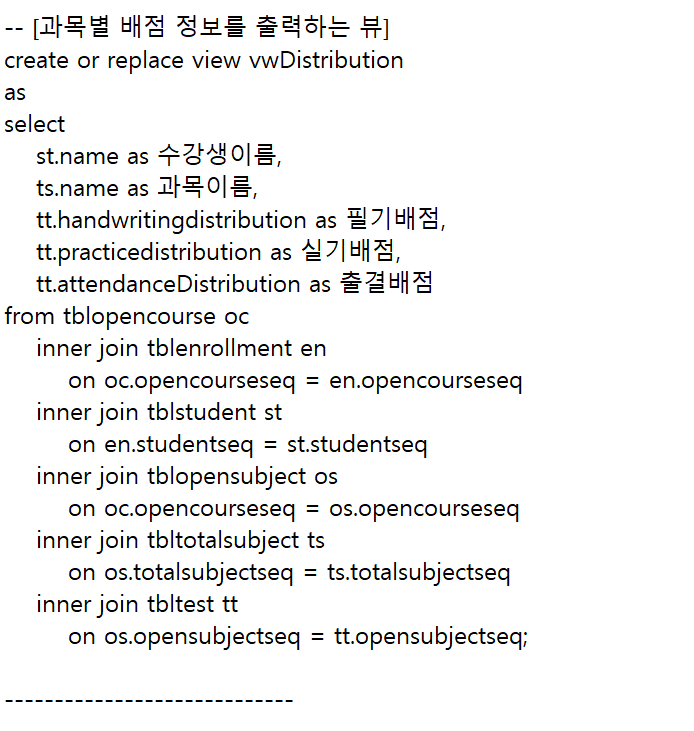 -- [과목별 배점 정보를 출력하는 뷰]
create or replace view vwDistribution
as
select
st.name as 수강생이름,
ts.name as 과목이름,
tt.handwritingdistribution as 필기배점,
tt.practicedistribution as 실기배점,
tt.attendanceDistribution as 출결배점
from tblopencourse oc
inner join tblenrollment en
on oc.opencourseseq = en.opencourseseq
inner join tblstudent st
on en.studentseq = st.studentseq
inner join tblopensubject os
on oc.opencourseseq = os.opencourseseq
inner join tbltotalsubject ts
on os.totalsubjectseq = ts.totalsubjectseq
inner join tbltest tt
on os.opensubjectseq = tt.opensubjectseq;
-----------------------------